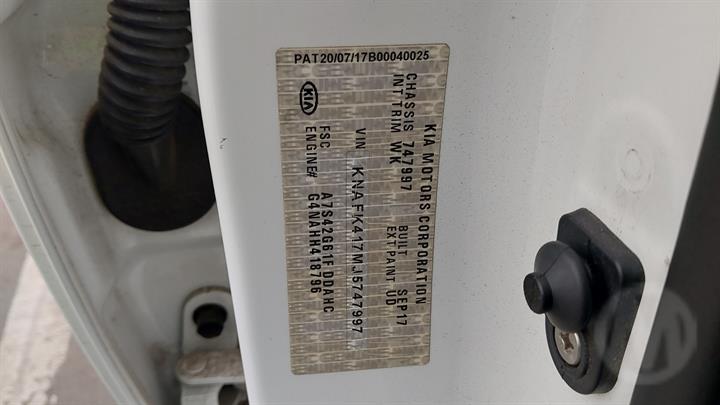 PAT20/07/17B00040025
KIA MOTORS CORPORATION
CHASSIS 747997 BUILT SEP17
INT TRIM WK EXT PAINT UD
KIA
VIN KNAFK417MJ5747997
FSC A7S42G61F DDAHC
ENGINE# G4NAHH418796